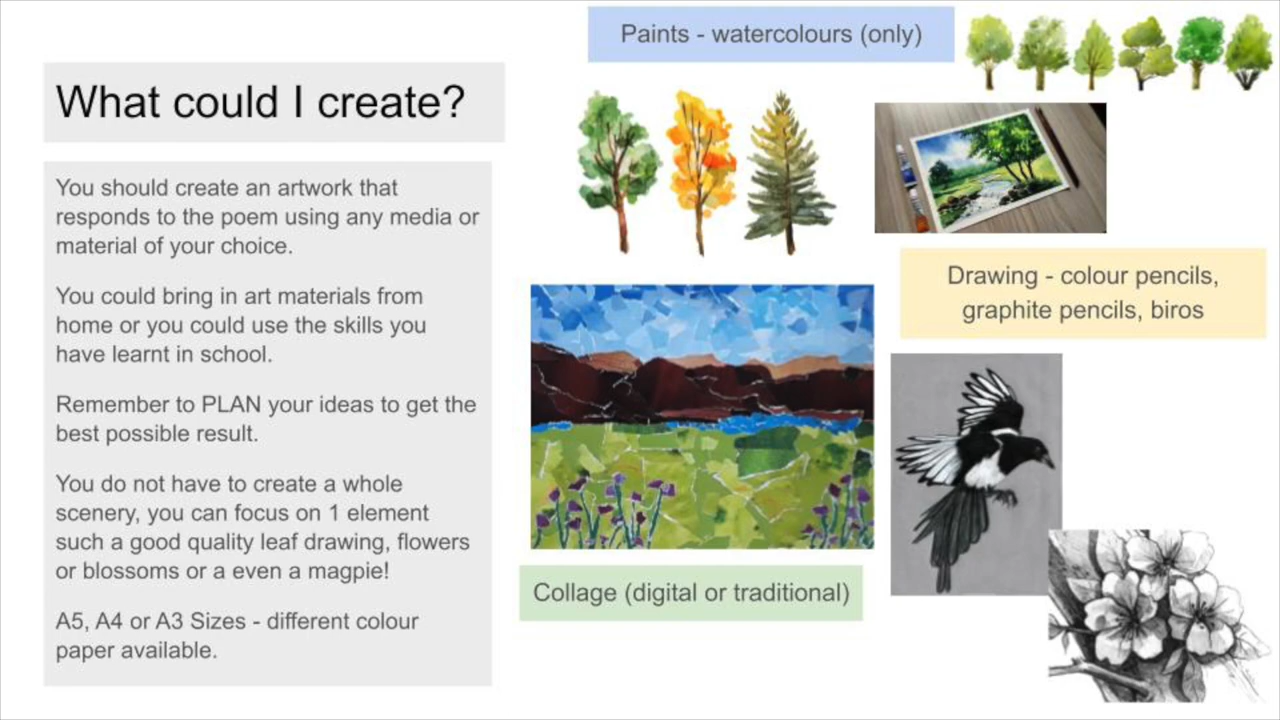 What could I create?
You should create an artwork that
responds to the poem using any media or
material of your choice.
You could bring in art materials from
home or you could use the skills you
have learnt in school.
Remember to PLAN your ideas to get the
best possible result.
You do not have to create a whole
scenery, you can focus on 1 element
such a good quality leaf drawing, flowers
or blossoms or a even a magpie!
A5, A4 or A3 Sizes - different colour
paper available.
Paints - watercolours (only)
Drawing - colour pencils,
graphite pencils, biros
Collage (digital or traditional)